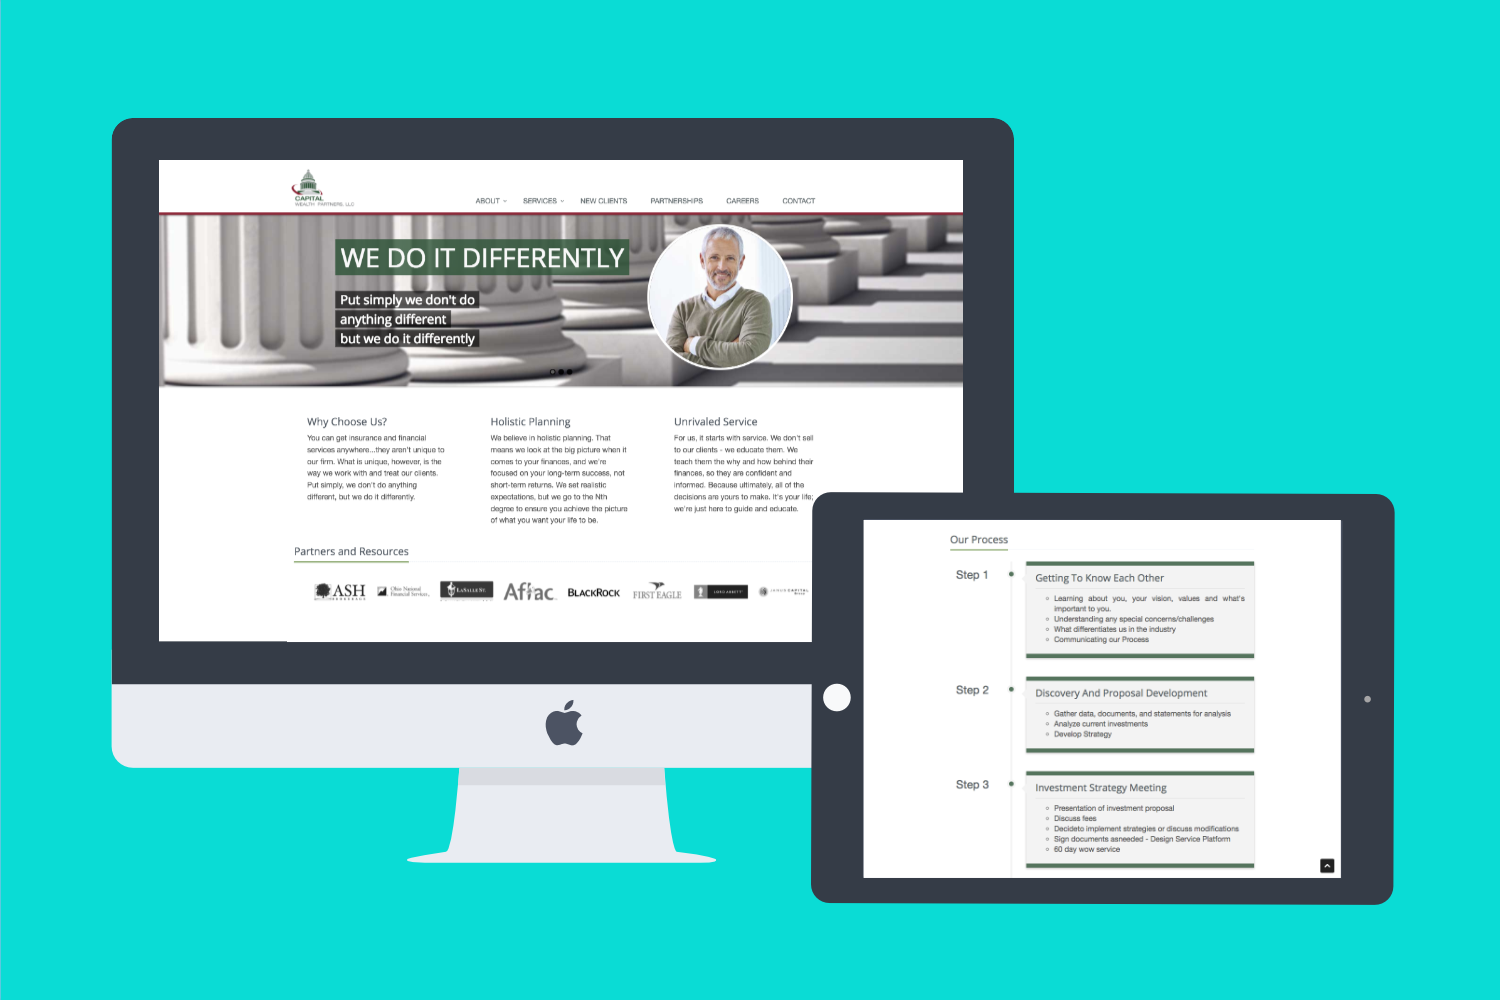 CAPITAL
WEALTH PARTNERS, LLC
ABOUT SERVICES NEW CLIENTS PARTNERSHIPS CAREERS CONTACT
WE DO IT DIFFERENTLY
Put simply we don't do
anything different
but we do it differently
Why Choose Us?
You can get insurance and financial
services anywhere...they aren't unique to
our firm. What is unique, however, is the
way we work with and treat our clients.
Put simply, we don't do anything
different, but we do it differently.
Holistic Planning
We believe in holistic planning. That
means we look at the big picture when it
comes to your finances, and we're
focused on your long-term success, not
short-term returns. We set realistic
expectations, but we go to the Nth
degree to ensure you achieve the picture
of what you want your life to be.
Unrivaled Service
For us, it starts with service. We don't sell
to our clients - we educate them. We
teach them the why and how behind their
finances, so they are confident and
informed. Because ultimately, all of the
decisions are yours to make. It's your life;
we're just here to guide and educate.
Partners and Resources
ASH
BROKERAGE
Ohio National
Financial Services
LASALLE ST.
Aflac
BLACKROCK
FIRST EAGLE
LORD ABBETT
JANUS CAPITAL
Our Process
Step 1
Getting To Know Each Other
Learning about you, your vision, values and what's
important to you.
Understanding any special concerns/challenges
What differentiates us in the industry
Communicating our Process
Step 2
Discovery And Proposal Development
Gather data, documents, and statements for analysis
Analyze current investments
Develop Strategy
Step 3
Investment Strategy Meeting
Presentation of investment proposal
Discuss fees
Decideto implement strategies or discuss modifications
Sign documents asneeded - Design Service Platform
60 day wow service